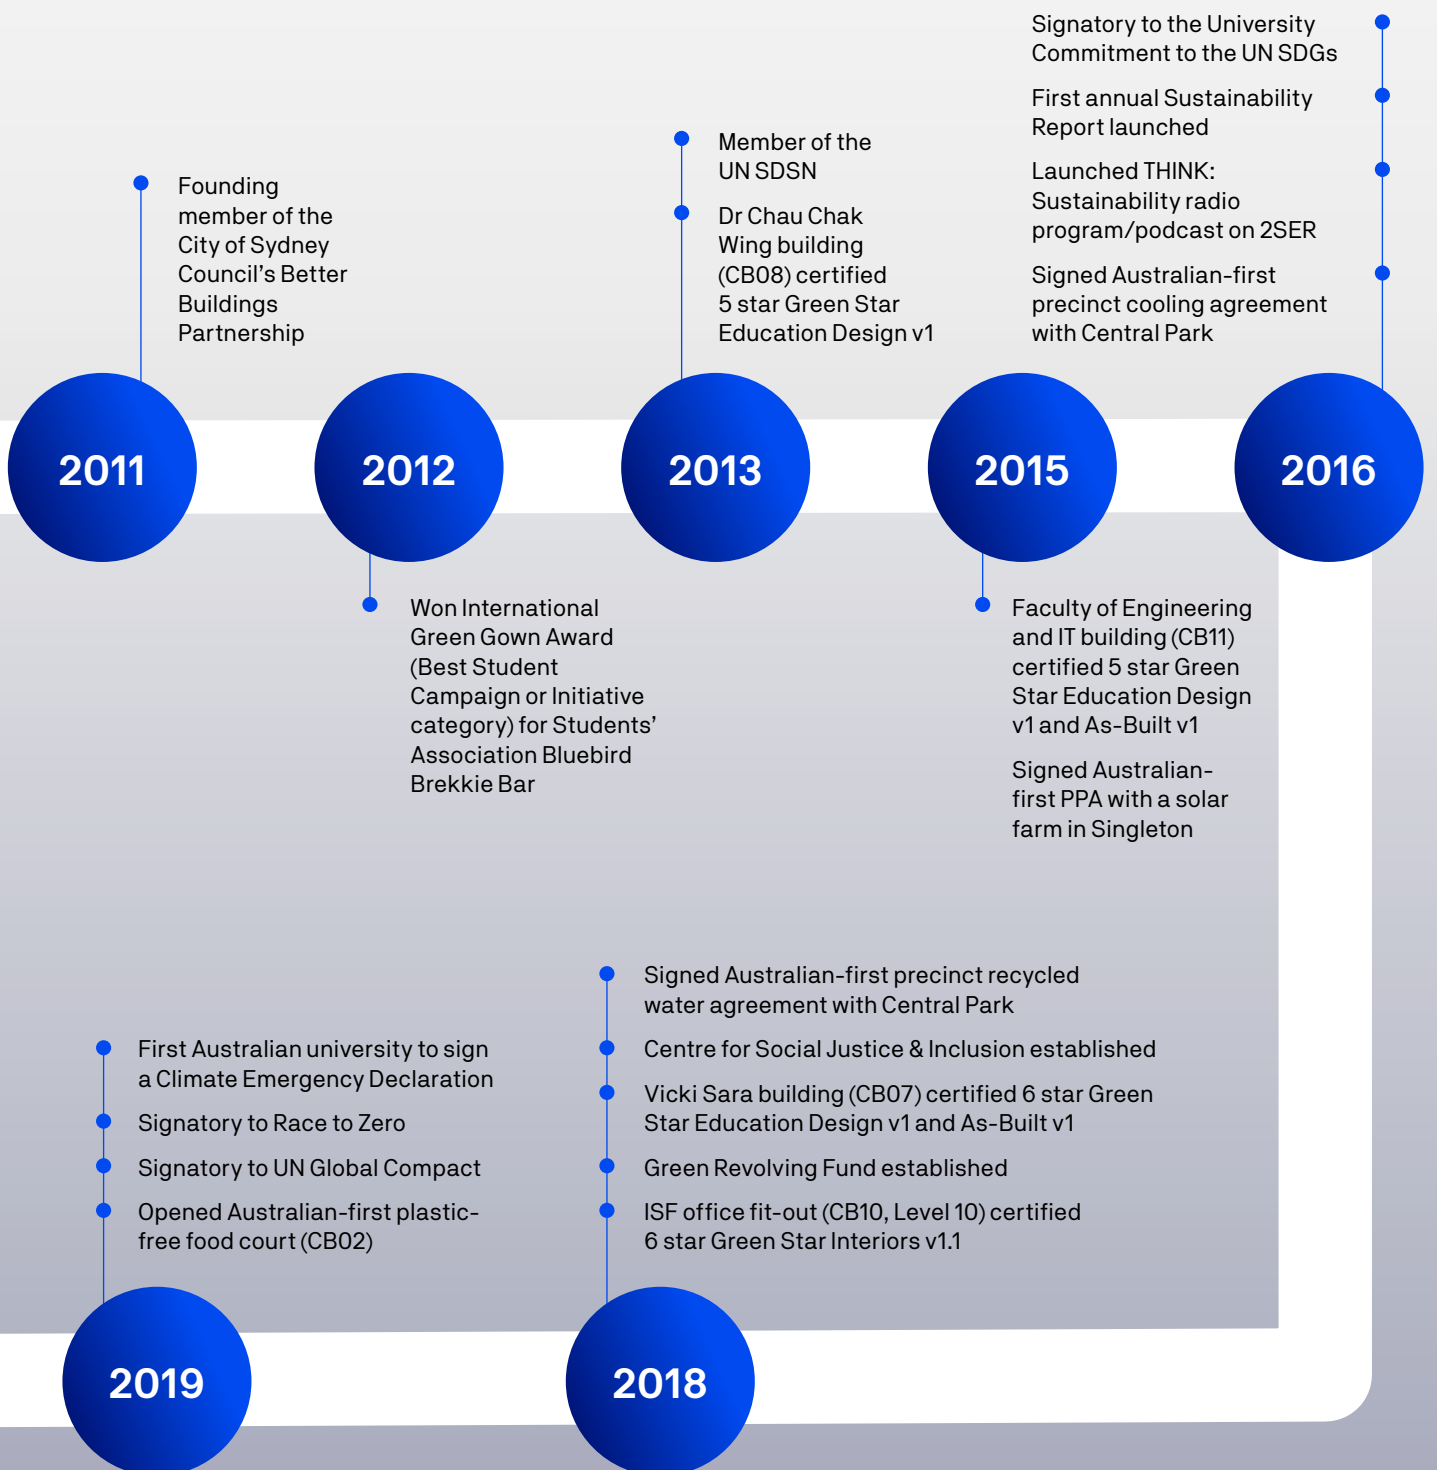 Founding
member of the
City of Sydney
Council's Better
Buildings
Partnership
2011
2012
Won International
Green Gown Award
(Best Student
Campaign or Initiative
category) for Students'
Association Bluebird
Brekkie Bar
Member of the
UN SDSN
Dr Chau Chak
Wing building
(CB08) certified
5 star Green Star
Education Design v1
2013
2015
Faculty of Engineering
and IT building (CB11)
certified 5 star Green
Star Education Design
v1 and As-Built v1
Signed Australian-
first PPA with a solar
farm in Singleton
Signatory to the University
Commitment to the UN SDGs
First annual Sustainability
Report launched
Launched THINK:
Sustainability radio
program/podcast on 2SER
Signed Australian-first
precinct cooling agreement
with Central Park
2016
Signed Australian-first precinct recycled
water agreement with Central Park
Centre for Social Justice & Inclusion established
Vicki Sara building (CB07) certified 6 star Green
Star Education Design v1 and As-Built v1
Green Revolving Fund established
ISF office fit-out (CB10, Level 10) certified
6 star Green Star Interiors v1.1
2018
First Australian university to sign
a Climate Emergency Declaration
Signatory to Race to Zero
Signatory to UN Global Compact
Opened Australian-first plastic-
free food court (CB02)
2019